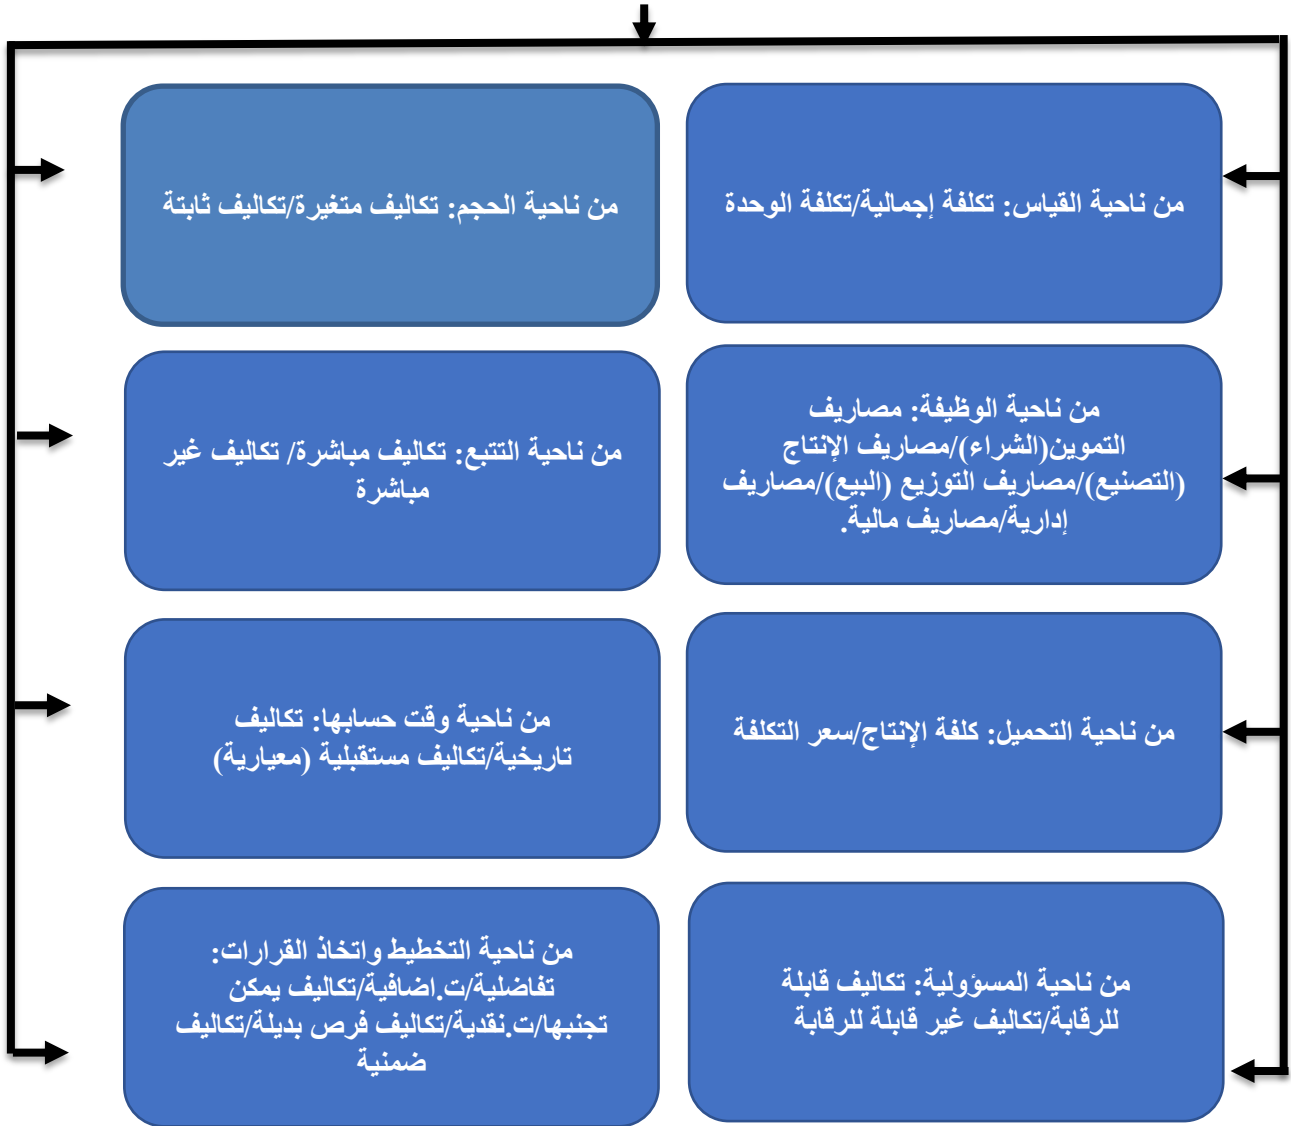 من ناحية القياس: تكلفة إجمالية/تكلفة الوحدة
من ناحية الحجم: تكاليف متغيرة/تكاليف ثابتة
من ناحية الوظيفة: مصاريف
التموين(الشراء)/مصاريف الإنتاج
(التصنيع)/مصاريف التوزيع (البيع)/مصاريف
إدارية/مصاريف مالية.
من ناحية التتبع: تكاليف مباشرة/ تكاليف غير
مباشرة
من ناحية التحميل: كلفة الإنتاج/سعر التكلفة
من ناحية وقت حسابها: تكاليف
تاريخية/تكاليف مستقبلية (معيارية)
من ناحية المسؤولية: تكاليف قابلة
للرقابة/تكاليف غير قابلة للرقابة
من ناحية التخطيط واتخاذ القرارات:
تفاضلية/ت.اضافية/تكاليف يمكن
تجنبها/ت.نقدية/تكاليف فرص بديلة/تكاليف
ضمنية